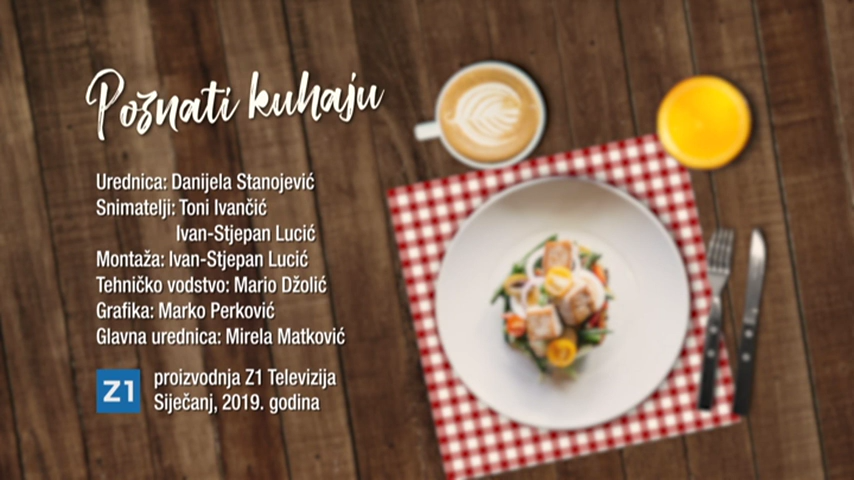 Poznati kuhaju
Urednica: Danijela Stanojević
Snimatelji: Toni Ivančić
Ivan-Stjepan Lucić
Montaža: Ivan-Stjepan Lucić
Tehničko vodstvo: Mario Džolić
Grafika: Marko Perković
Glavna urednica: Mirela Matković
Z1 proizvodnja Z1 Televizija
Siječanj, 2019. godina